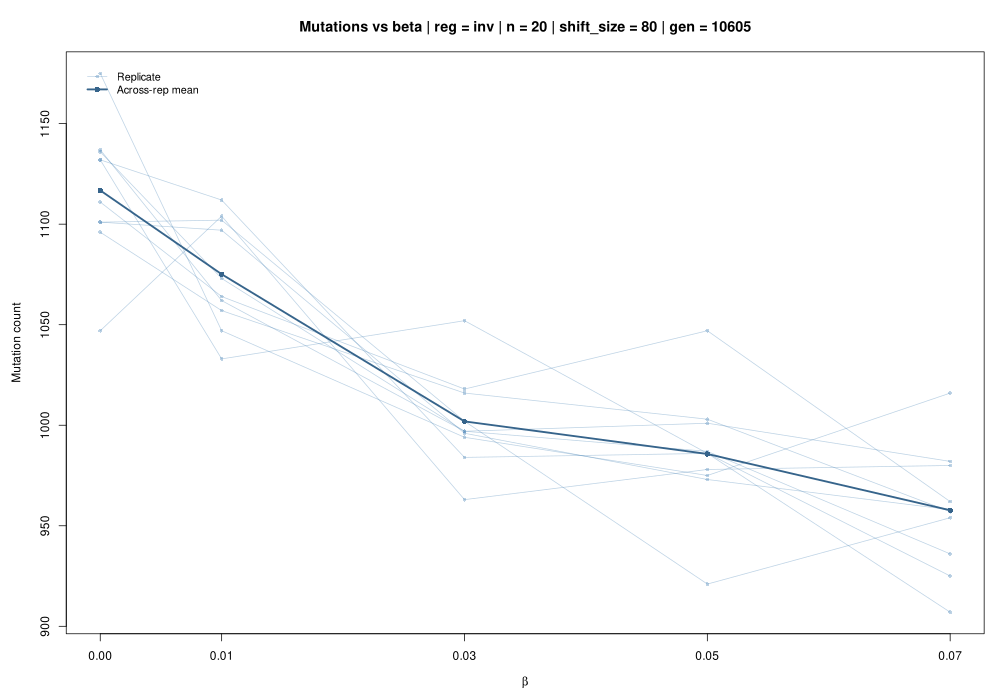 Mutations vs beta | reg = inv | n = 20 | shift_size = 80 | gen = 10605
Replicate
Across-rep mean
Mutation count
1150
1100
1050
1000
950
900
0.00 0.01 0.03 0.05 0.07
β